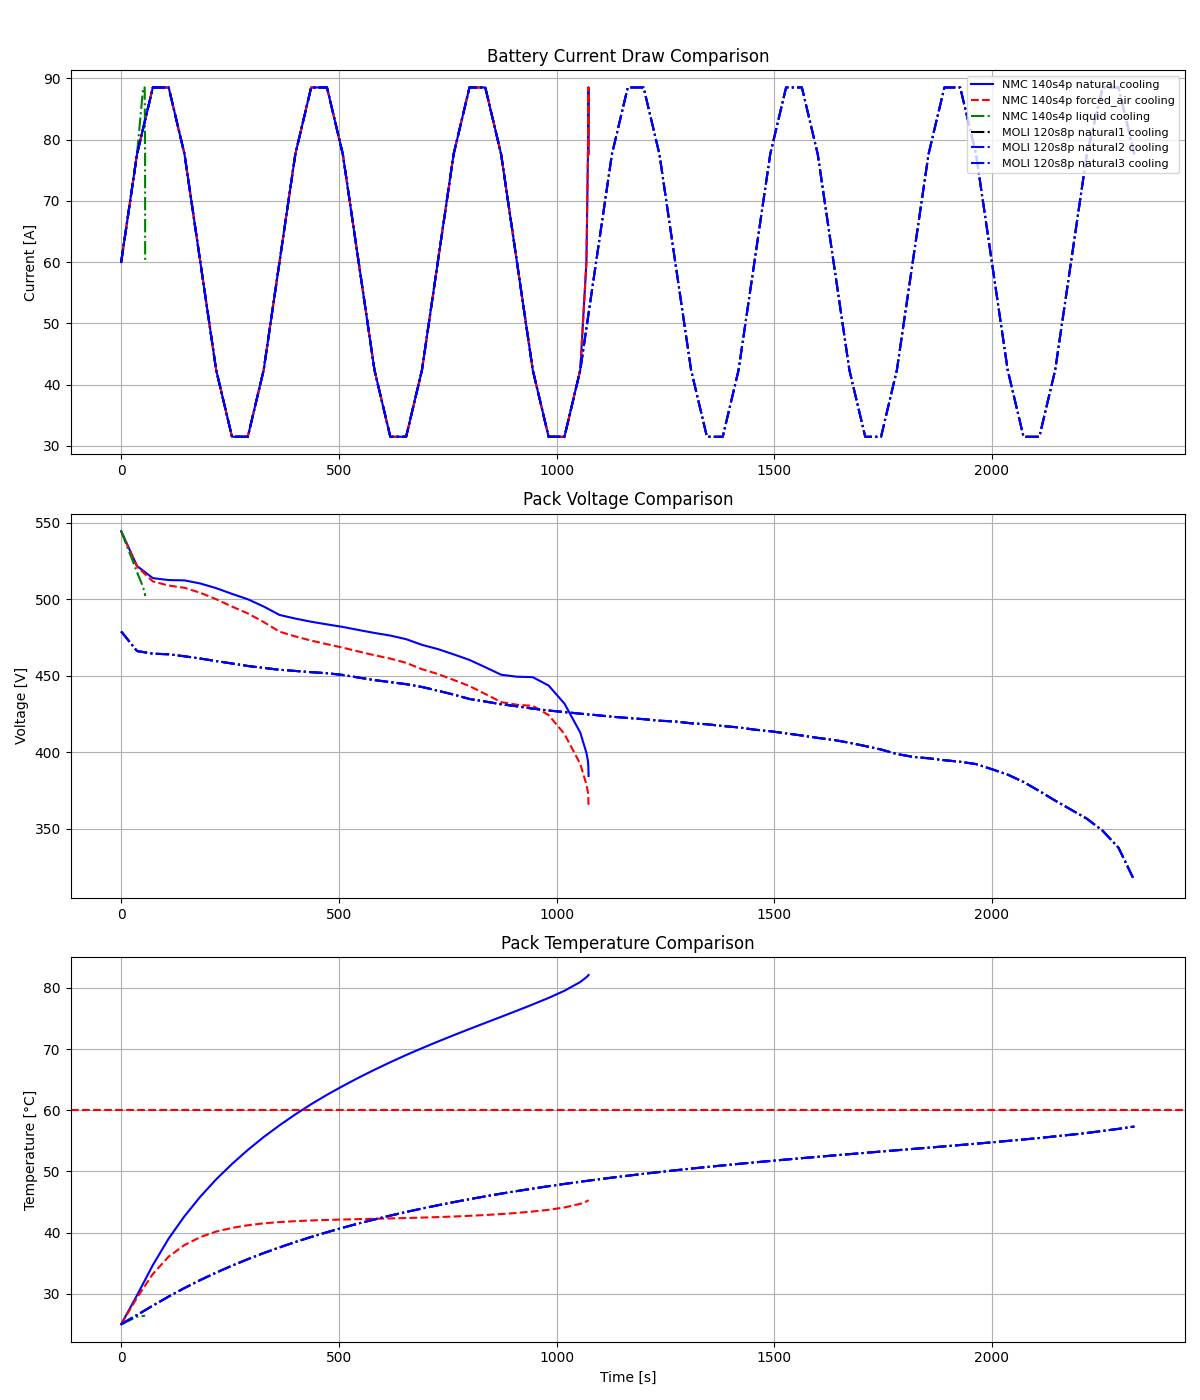 Battery Current Draw Comparison
90
80
70
60
50
40
30
Current [A]
NMC 140s4p natural cooling
NMC 140s4p forced_air cooling
NMC 140s4p liquid cooling
MOLI 120s8p natural1 cooling
MOLI 120s8p natural2 cooling
MOLI 120s8p natural3 cooling
0 500 1000 1500 2000
Pack Voltage Comparison
550
500
450
400
350
Voltage [V]
0 500 1000 1500 2000
Pack Temperature Comparison
80
70
60
50
40
30
Temperature [°C]
0 500 1000 1500 2000
Time [s]